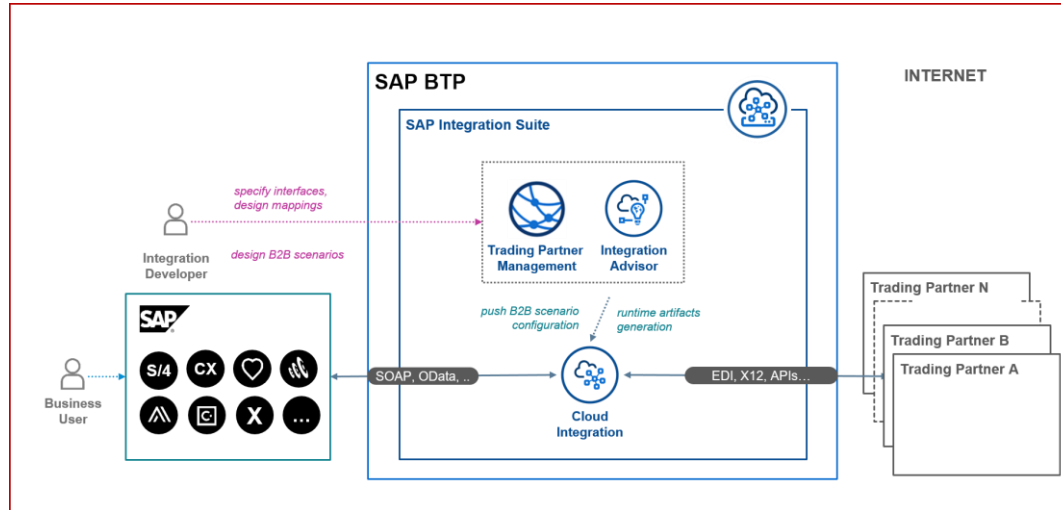 SAP BTP
INTERNET
SAP Integration Suite
specify interfaces,
design mappings
design B2B scenarios
Integration
Developer
Trading Partner
Management
Integration
Advisor
push B2B scenario
configuration
runtime artifacts
generation
SAP
S/4
CX
C
X
...
Business
User
SOAP, OData, ..
Cloud
Integration
EDI, X12, APIs...
Trading Partner N
Trading Partner B
Trading Partner A